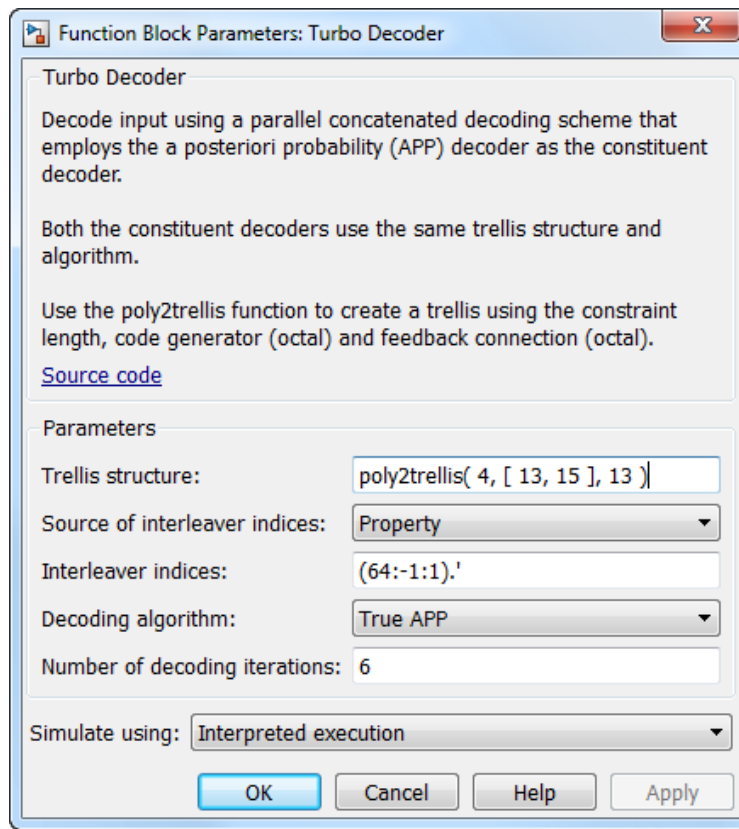 Function Block Parameters: Turbo Decoder
Turbo Decoder
Decode input using a parallel concatenated decoding scheme that
employs the a posteriori probability (APP) decoder as the constituent
decoder.
Both the constituent decoders use the same trellis structure and
algorithm.
Use the poly2trellis function to create a trellis using the constraint
length, code generator (octal) and feedback connection (octal).
Source code
Parameters
Trellis structure: poly2trellis( 4, [ 13, 15 ], 13 )
Source of interleaver indices: Property
Interleaver indices: (64:-1:1).'
Decoding algorithm: True APP
Number of decoding iterations: 6
Simulate using: Interpreted execution
OK Cancel Help Apply